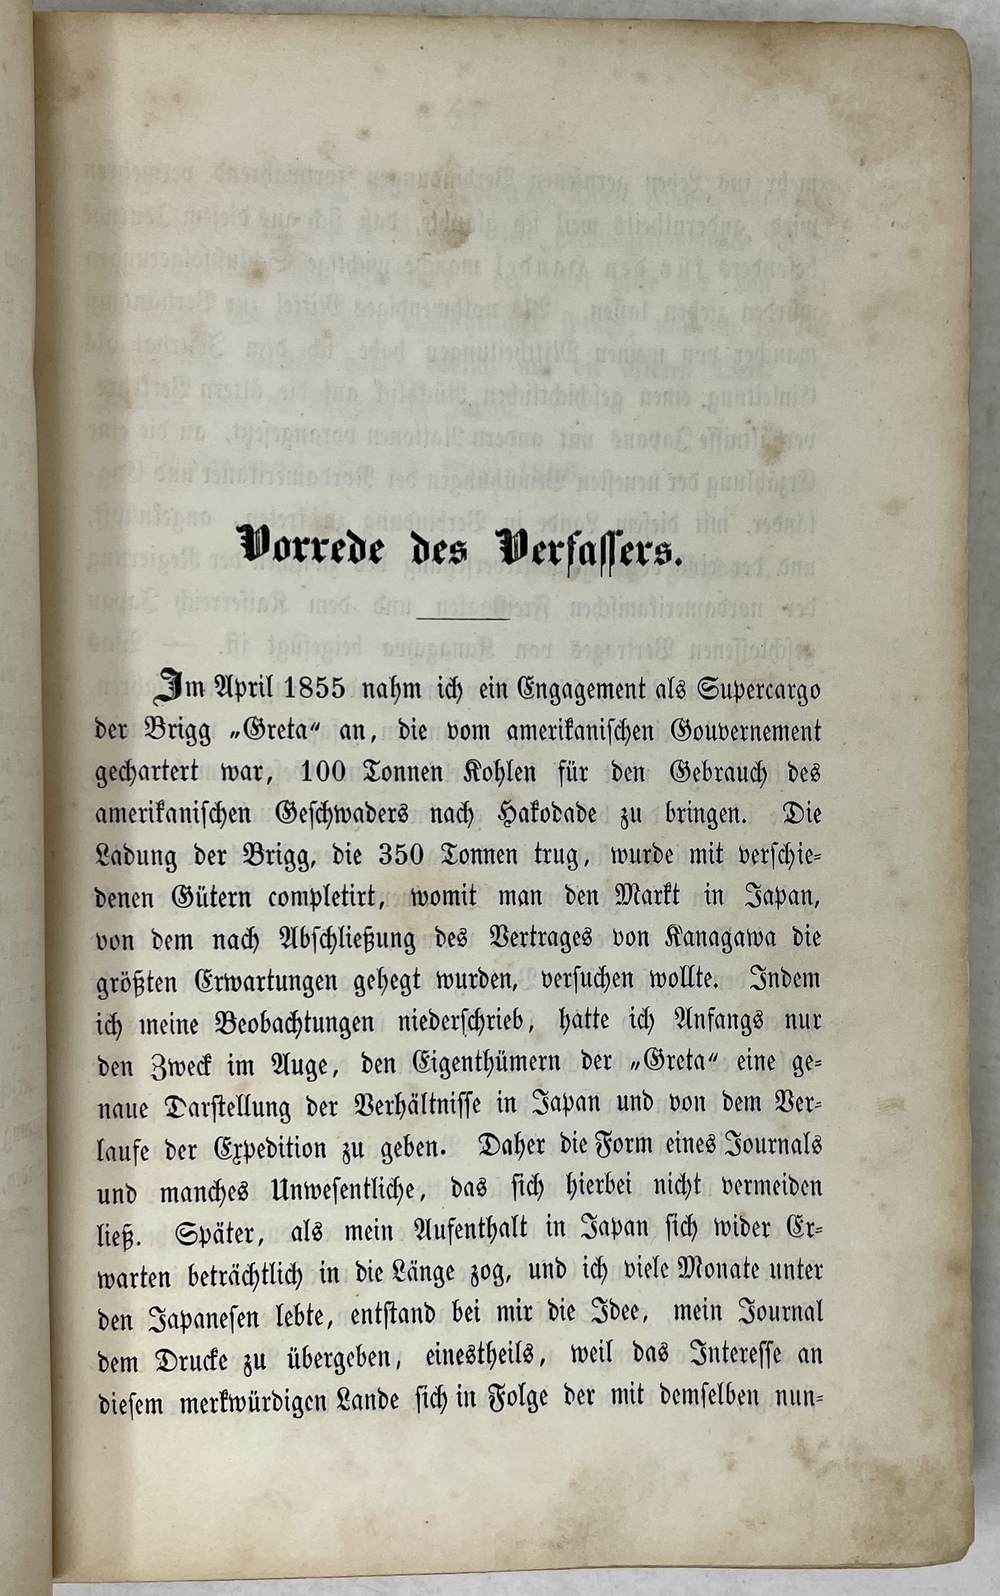 Vorrede des Verfassers.
Im April 1855 nahm ich ein Engagement als Supercargo
der Brigg „Greta“ an, die vom amerikanischen Gouvernement
gechartert war, 100 Tonnen Kohlen für den Gebrauch des
amerikanischen Geschwaders nach Hakodade zu bringen. Die
Ladung der Brigg, die 350 Tonnen trug, wurde mit verschie-
denen Gütern completirt, womit man den Markt in Japan,
von dem nach Abschließung des Vertrages von Kanagawa die
größten Erwartungen gehegt wurden, versuchen wollte. Indem
ich meine Beobachtungen niederschrieb, hatte ich Anfangs nur
den Zweck im Auge, den Eigenthümern der „Greta“ eine ge-
naue Darstellung der Verhältnisse in Japan und von dem Ver-
laufe der Expedition zu geben. Daher die Form eines Journals
und manches Unwesentliche, das sich hierbei nicht vermeiden
ließ. Später, als mein Aufenthalt in Japan sich wider Er-
warten beträchtlich in die Länge zog, und ich viele Monate unter
den Japanesen lebte, entstand bei mir die Idee, mein Journal
dem Drucke zu übergeben, einestheils, weil das Interesse an
diesem merkwürdigen Lande sich in Folge der mit demselben nun-